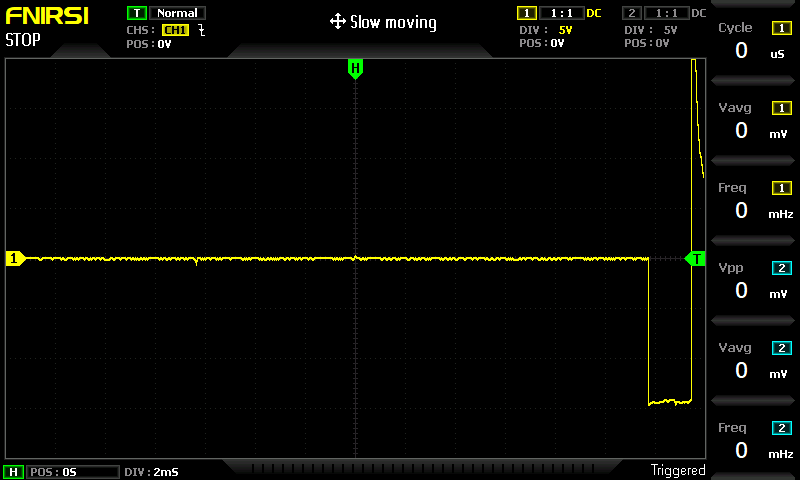 FNIRSI
STOP
T Normal
CHS: CH1
POS: 0V
Slow moving
1 1:1 DC
DIV: 5V
POS: 0V
2 1:1 DC
DIV: 5V
POS: 0V
H
1
T
Cycle 1
0 uS
Vavg 1
0 mV
Freq 1
0 mHz
Vpp 2
0 mV
Vavg 2
0 mV
Freq 2
0 mHz
H POS: 0S DIV: 2mS
Triggered